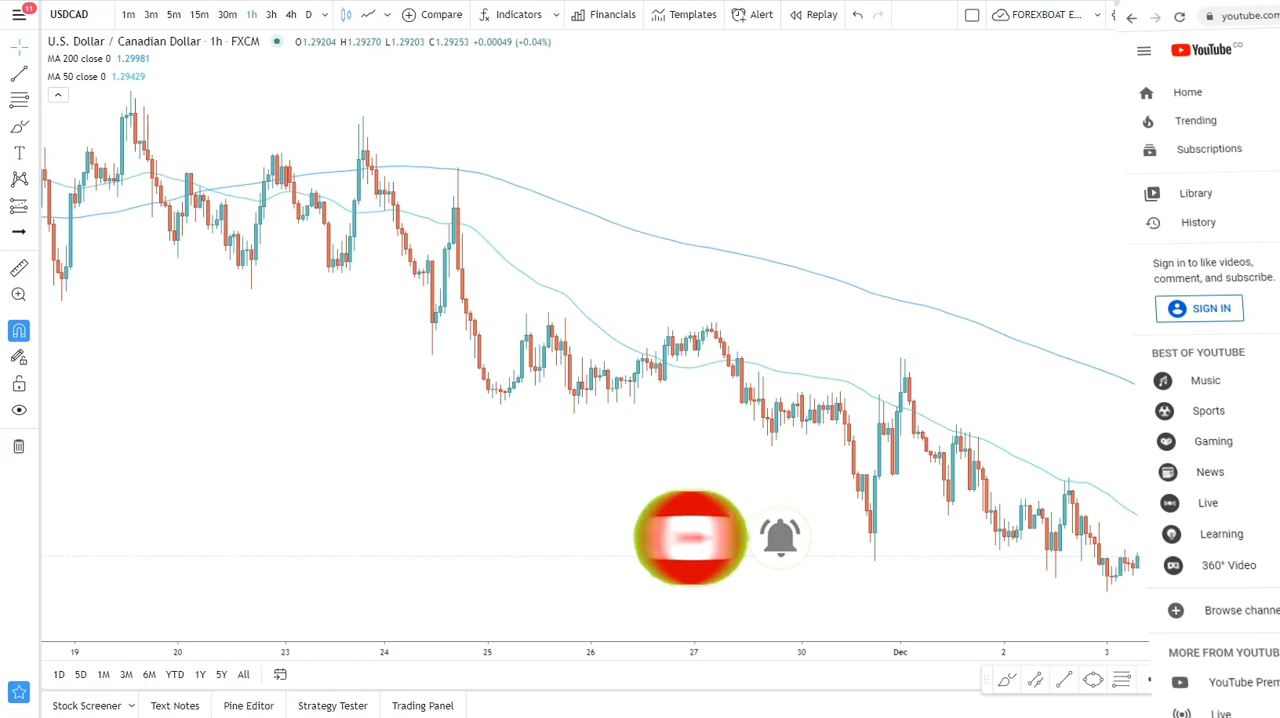 11
USDCAD 1m 3m 5m 15m 30m 1h 3h 4h D Compare Indicators Financials Templates Alert Replay FOREXBOAT E...
U.S. Dollar / Canadian Dollar · 1h · FXCM O1.29204 H1.29270 L1.29203 C1.29253 +0.00049 (+0.04%)
MA 200 close 0 1.29981
MA 50 close 0 1.29429
19 20 23 24 25 26 27 30 Dec 2 3
1D 5D 1M 3M 6M YTD 1Y 5Y All
Stock Screener Text Notes Pine Editor Strategy Tester Trading Panel
youtube.com
YouTube CO
Home
Trending
Subscriptions
Library
History
Sign in to like videos,
comment, and subscribe.
SIGN IN
BEST OF YOUTUBE
Music
Sports
Gaming
News
Live
Learning
360° Video
Browse channe
MORE FROM YOUTUB
YouTube Prem
Live